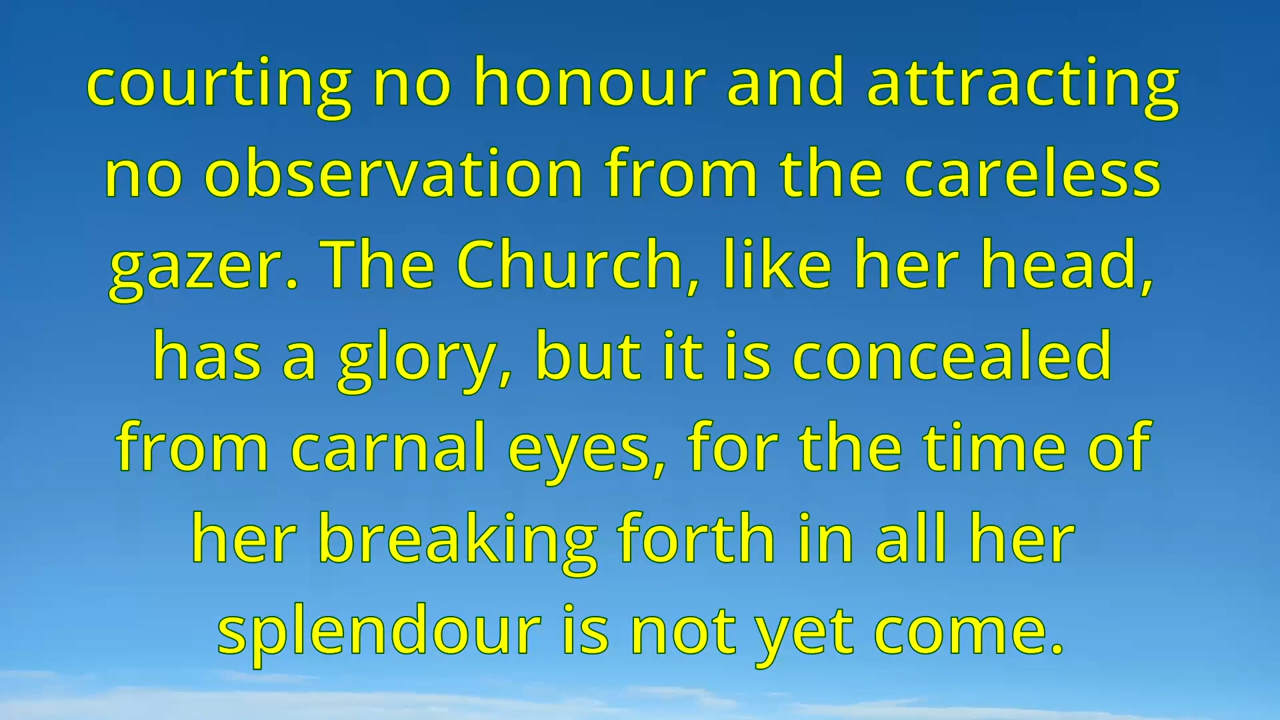 courting no honour and attracting
no observation from the careless
gazer. The Church, like her head,
has a glory, but it is concealed
from carnal eyes, for the time of
her breaking forth in all her
splendour is not yet come.